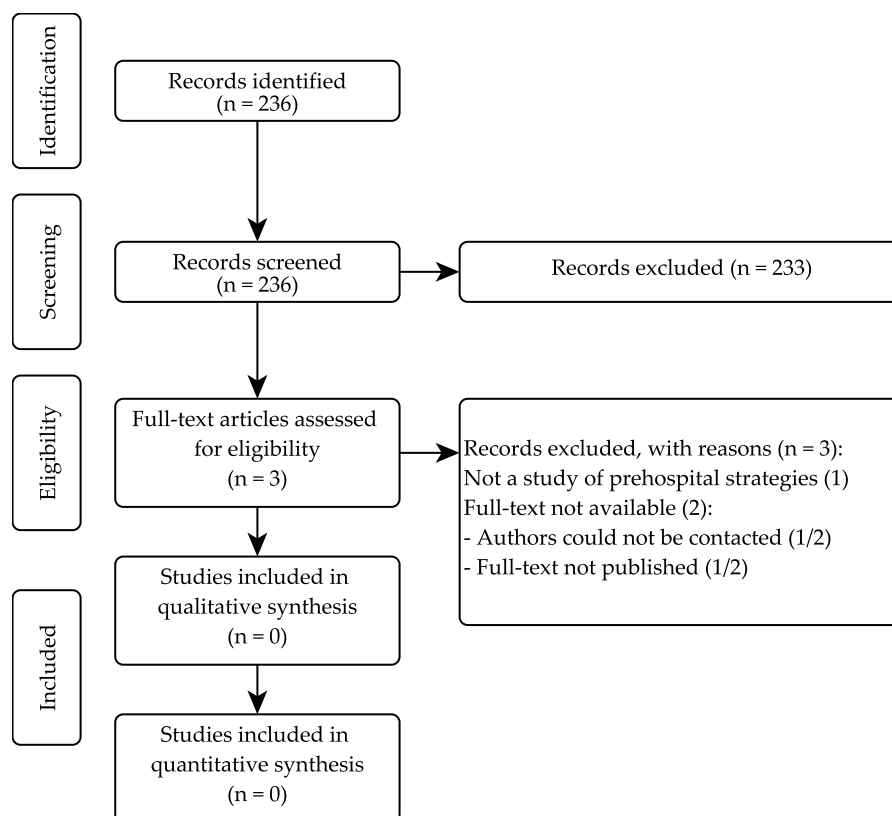 Identification
Records identified
(n = 236)
Screening
Records screened
(n = 236)
Records excluded (n = 233)
Eligibility
Full-text articles assessed
for eligibility
(n = 3)
Records excluded, with reasons (n = 3):
Not a study of prehospital strategies (1)
Full-text not available (2):
- Authors could not be contacted (1/2)
- Full-text not published (1/2)
Included
Studies included in
qualitative synthesis
(n = 0)
Studies included in
quantitative synthesis
(n = 0)